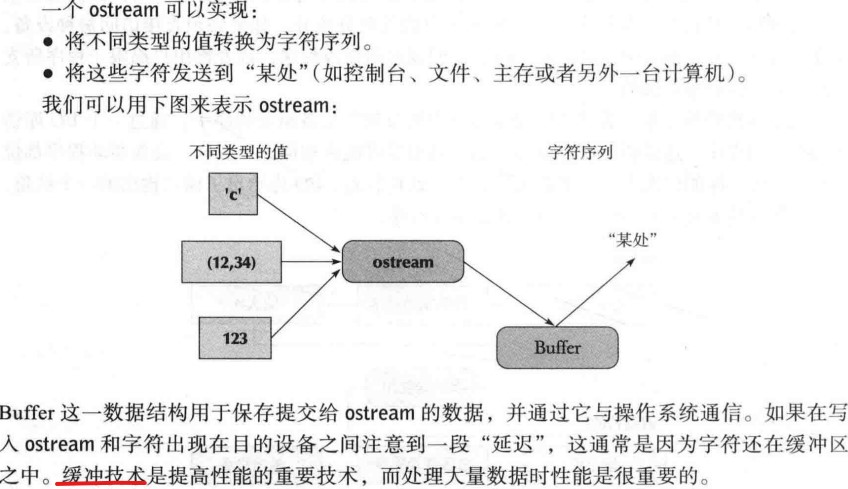 一个 ostream 可以实现：
● 将不同类型的值转换为字符序列。
● 将这些字符发送到“某处”（如控制台、文件、主存或者另外一台计算机）。
我们可以用下图来表示 ostream：
不同类型的值
字符序列
'c'
(12,34)
123
ostream
“某处”
Buffer
Buffer 这一数据结构用于保存提交给 ostream 的数据，并通过它与操作系统通信。如果在写
入 ostream 和字符出现在目的设备之间注意到一段“延迟”，这通常是因为字符还在缓冲区
之中。缓冲技术是提高性能的重要技术，而处理大量数据时性能是很重要的。